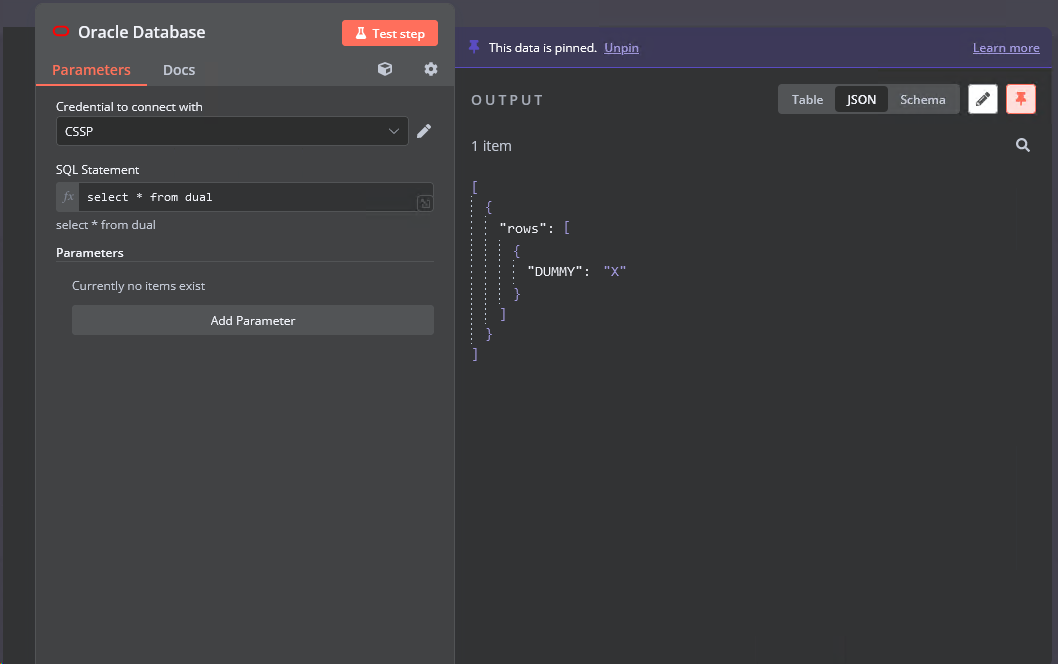 Oracle Database
Test step
Parameters
Docs
Credential to connect with
CSSP
SQL Statement
fx
select * from dual
select * from dual
Parameters
Currently no items exist
Add Parameter
This data is pinned. Unpin
Learn more
OUTPUT
Table JSON Schema
1 item
[
{
"rows": [
{
"DUMMY": "X"
}
]
}
]